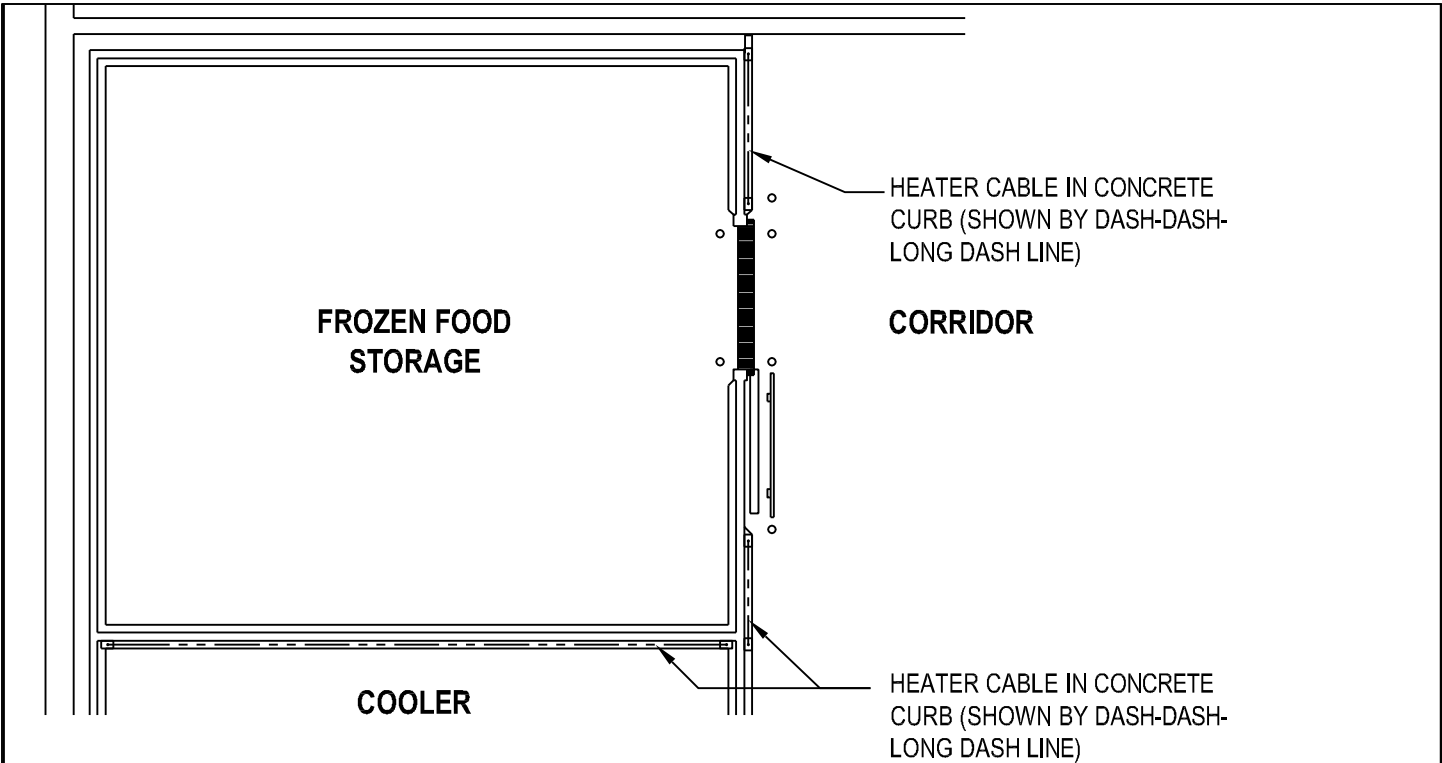 HEATER CABLE IN CONCRETE
CURB (SHOWN BY DASH-DASH-
LONG DASH LINE)
FROZEN FOOD
STORAGE
CORRIDOR
COOLER
HEATER CABLE IN CONCRETE
CURB (SHOWN BY DASH-DASH-
LONG DASH LINE)